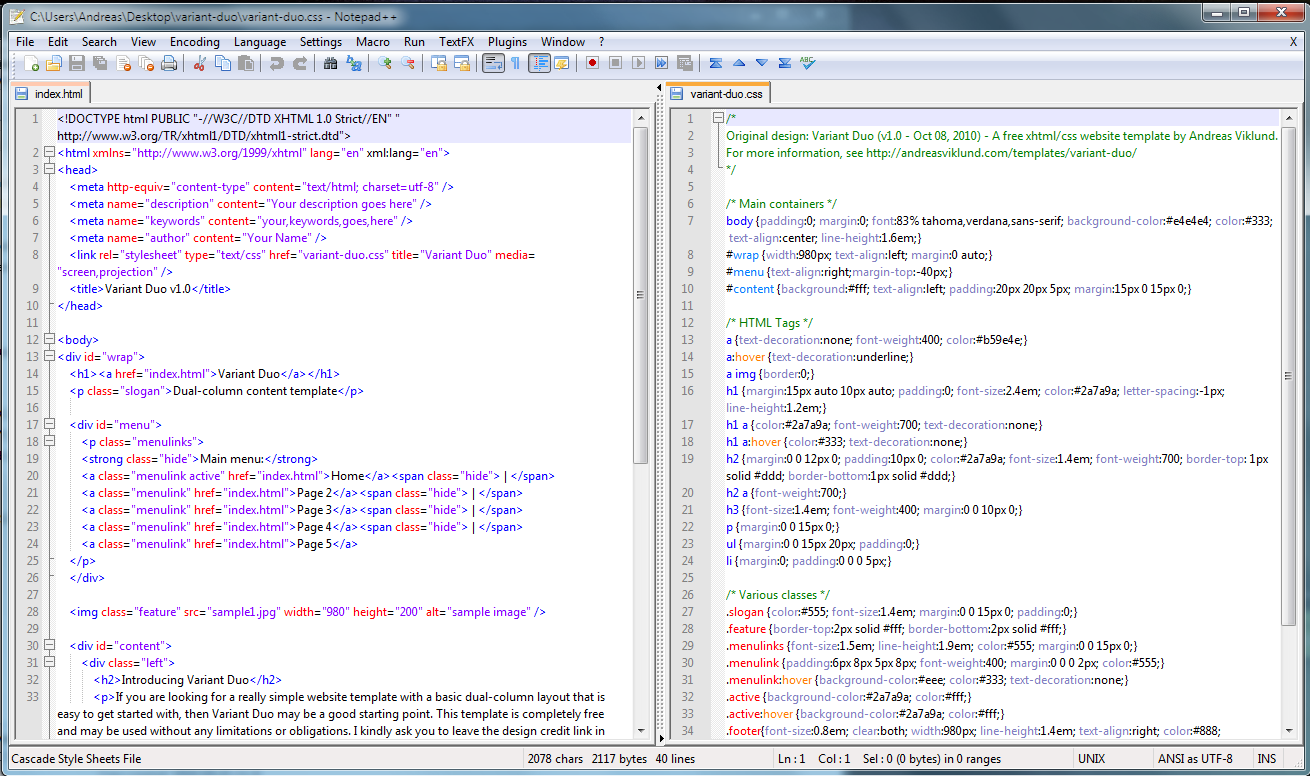 C:\Users\Andreas\Desktop\variant-duo\variant-duo.css - Notepad++
File Edit Search View Encoding Language Settings Macro Run TextFX Plugins Window ? X
index.html
1 <!DOCTYPE html PUBLIC "-//W3C//DTD XHTML 1.0 Strict//EN" "
http://www.w3.org/TR/xhtml1/DTD/xhtml1-strict.dtd">
2 <html xmlns="http://www.w3.org/1999/xhtml" lang="en" xml:lang="en">
3 <head>
4 <meta http-equiv="content-type" content="text/html; charset=utf-8" />
5 <meta name="description" content="Your description goes here" />
6 <meta name="keywords" content="your,keywords,goes,here" />
7 <meta name="author" content="Your Name" />
8 <link rel="stylesheet" type="text/css" href="variant-duo.css" title="Variant Duo" media=
"screen,projection" />
9 <title>Variant Duo v1.0</title>
10 </head>
11
12 <body>
13 <div id="wrap">
14 <h1><a href="index.html">Variant Duo</a></h1>
15 <p class="slogan">Dual-column content template</p>
16
17 <div id="menu">
18 <p class="menulinks">
19 <strong class="hide">Main menu:</strong>
20 <a class="menulink active" href="index.html">Home</a><span class="hide"> | </span>
21 <a class="menulink" href="index.html">Page 2</a><span class="hide"> | </span>
22 <a class="menulink" href="index.html">Page 3</a><span class="hide"> | </span>
23 <a class="menulink" href="index.html">Page 4</a><span class="hide"> | </span>
24 <a class="menulink" href="index.html">Page 5</a>
25 </p>
26 </div>
27
28 <img class="feature" src="sample1.jpg" width="980" height="200" alt="sample image" />
29
30 <div id="content">
31 <div class="left">
32 <h2>Introducing Variant Duo</h2>
33 <p>If you are looking for a really simple website template with a basic dual-column layout that is
easy to get started with, then Variant Duo may be a good starting point. This template is completely free
and may be used without any limitations or obligations. I kindly ask you to leave the design credit link in
variant-duo.css
1 /*
2 Original design: Variant Duo (v1.0 - Oct 08, 2010) - A free xhtml/css website template by Andreas Viklund.
3 For more information, see http://andreasviklund.com/templates/variant-duo/
4 */
5
6 /* Main containers */
7 body {padding:0; margin:0; font:83% tahoma,verdana,sans-serif; background-color:#e4e4e4; color:#333;
text-align:center; line-height:1.6em;}
8 #wrap {width:980px; text-align:left; margin:0 auto;}
9 #menu {text-align:right;margin-top:-40px;}
10 #content {background:#fff; text-align:left; padding:20px 20px 5px; margin:15px 0 15px 0;}
11
12 /* HTML Tags */
13 a {text-decoration:none; font-weight:400; color:#b59e4e;}
14 a:hover {text-decoration:underline;}
15 a img {border:0;}
16 h1 {margin:15px auto 10px auto; padding:0; font-size:2.4em; color:#2a7a9a; letter-spacing:-1px;
line-height:1.2em;}
17 h1 a {color:#2a7a9a; font-weight:700; text-decoration:none;}
18 h1 a:hover {color:#333; text-decoration:none;}
19 h2 {margin:0 0 12px 0; padding:10px 0; color:#2a7a9a; font-size:1.4em; font-weight:700; border-top: 1px
solid #ddd; border-bottom:1px solid #ddd;}
20 h2 a {font-weight:700;}
21 h3 {font-size:1.4em; font-weight:400; margin:0 0 10px 0;}
22 p {margin:0 0 15px 0;}
23 ul {margin:0 0 15px 20px; padding:0;}
24 li {margin:0; padding:0 0 0 5px;}
25
26 /* Various classes */
27 .slogan {color:#555; font-size:1.4em; margin:0 0 15px 0; padding:0;}
28 .feature {border-top:2px solid #fff; border-bottom:2px solid #fff;}
29 .menulinks {font-size:1.5em; line-height:1.9em; color:#555; margin:0 0 15px 0;}
30 .menulink {padding:6px 8px 5px 8px; font-weight:400; margin:0 0 0 2px; color:#555;}
31 .menulink:hover {background-color:#eee; color:#333; text-decoration:none;}
32 .active {background-color:#2a7a9a; color:#fff;}
33 .active:hover {background-color:#2a7a9a; color:#fff;}
34 .footer{font-size:0.8em; clear:both; width:980px; line-height:1.4em; text-align:right; color:#888;
Cascade Style Sheets File 2078 chars 2117 bytes 40 lines Ln : 1 Col : 1 Sel : 0 (0 bytes) in 0 ranges UNIX ANSI as UTF-8 INS